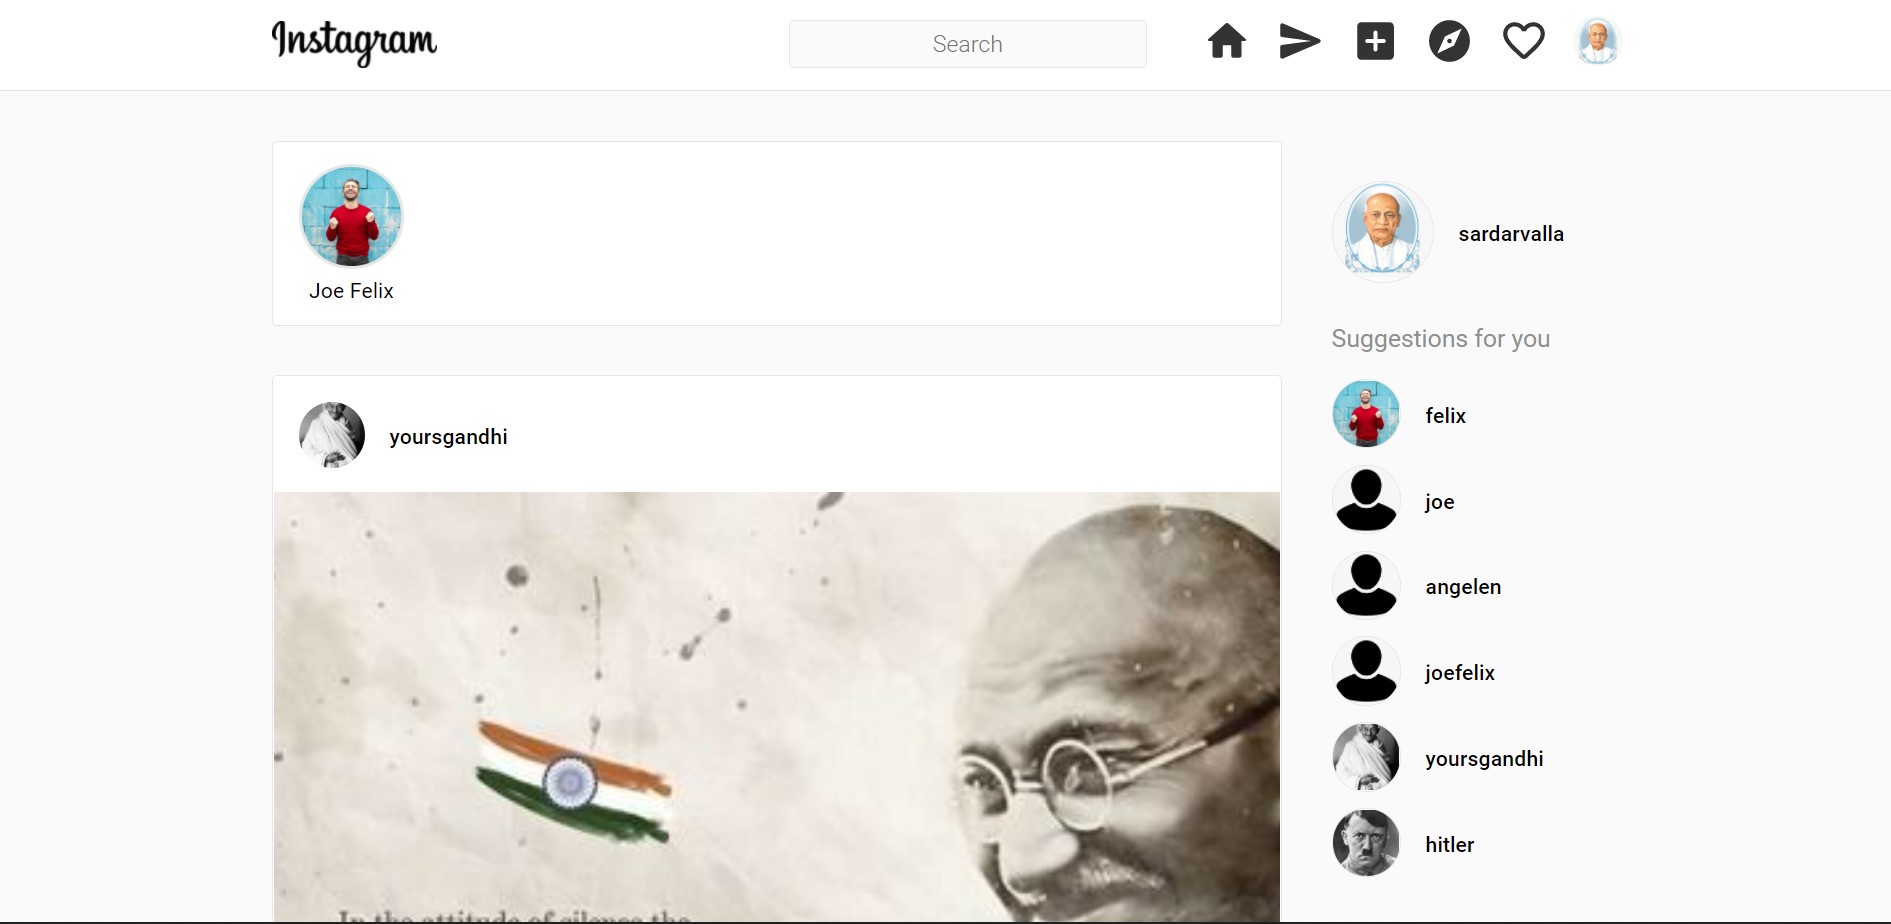 Instagram
Search
Joe Felix
sardarvalla
Suggestions for you
felix
joe
angelen
joefelix
yoursgandhi
hitler
yoursgandhi
In the attitude of silence the